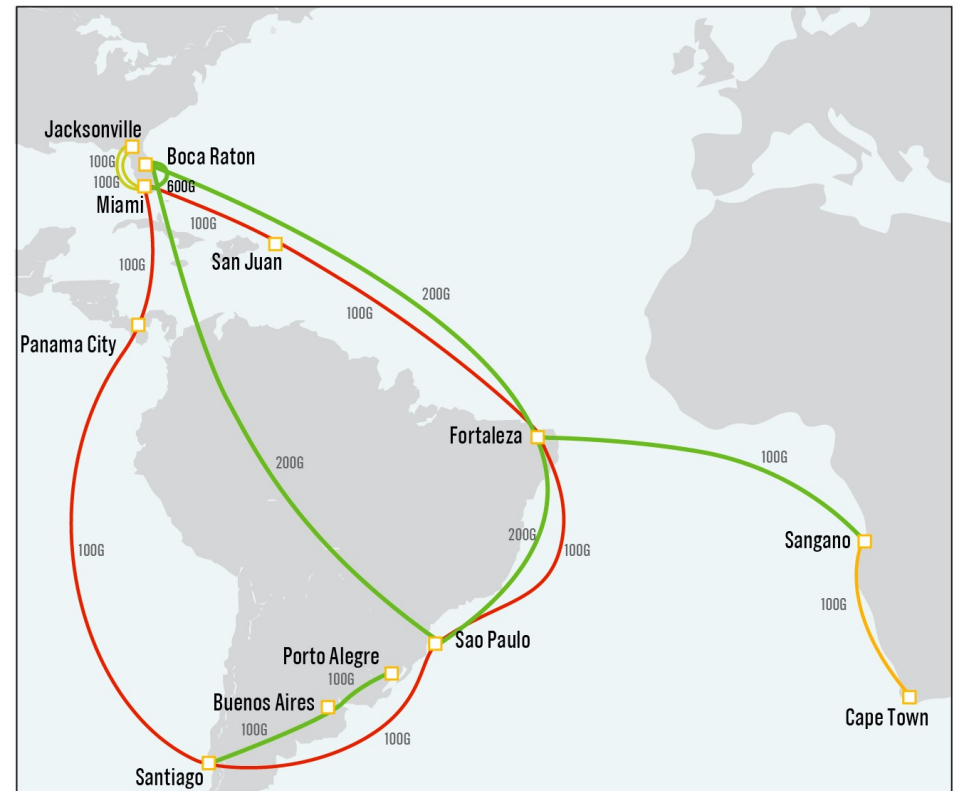 Jacksonville
Boca Raton
100G
100G
600G
Miami
100G
San Juan
100G
200G
100G
Panama City
Fortaleza
100G
200G
200G
Sangano
100G
100G
100G
Sao Paulo
Porto Alegre
100G
Buenos Aires
Cape Town
100G
100G
Santiago